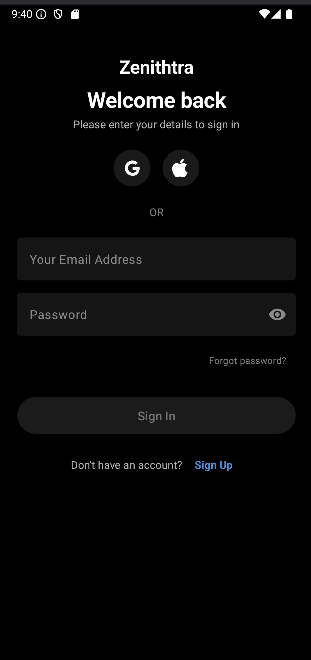 9:40
Zenithtra
Welcome back
Please enter your details to sign in
OR
Your Email Address
Password
Forgot password?
Sign In
Don't have an account? Sign Up